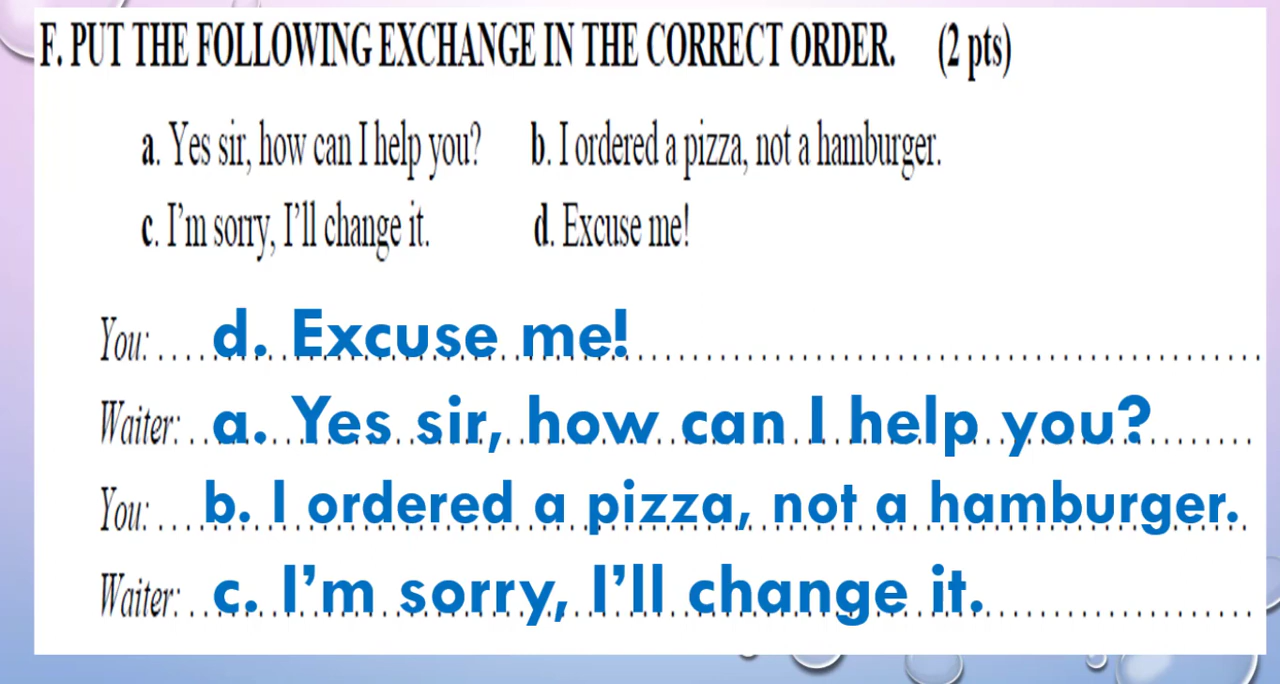 F. PUT THE FOLLOWING EXCHANGE IN THE CORRECT ORDER. (2 pts)
a. Yes sir, how can I help you? b. I ordered a pizza, not a hamburger.
c. I'm sorry, I'll change it. d. Excuse me!
You: .... d. Excuse me! ....
Waiter: .. a. Yes sir, how can I help you? ....
You: .... b. I ordered a pizza, not a hamburger.
Waiter: .. c. I'm sorry, I'll change it. ....